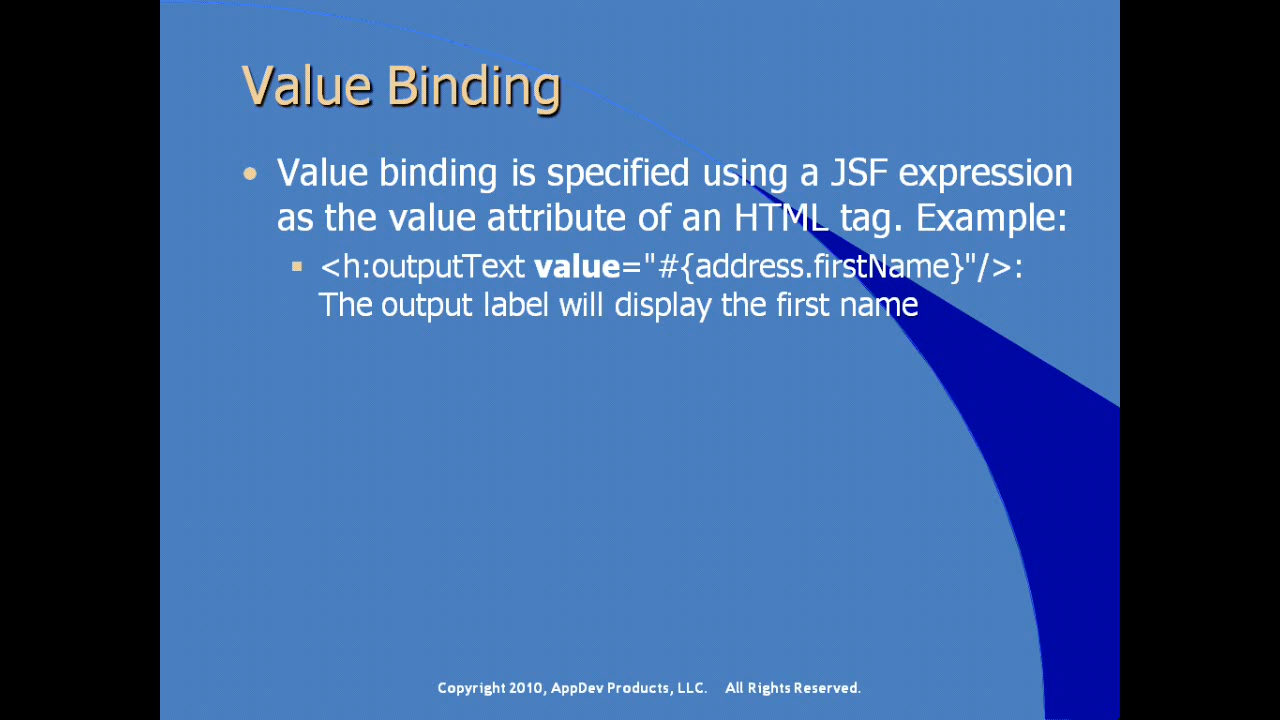 Value Binding
• Value binding is specified using a JSF expression
as the value attribute of an HTML tag. Example:
▪ <h:outputText value="#{address.firstName}"/>:
The output label will display the first name
Copyright 2010, AppDev Products, LLC. All Rights Reserved.